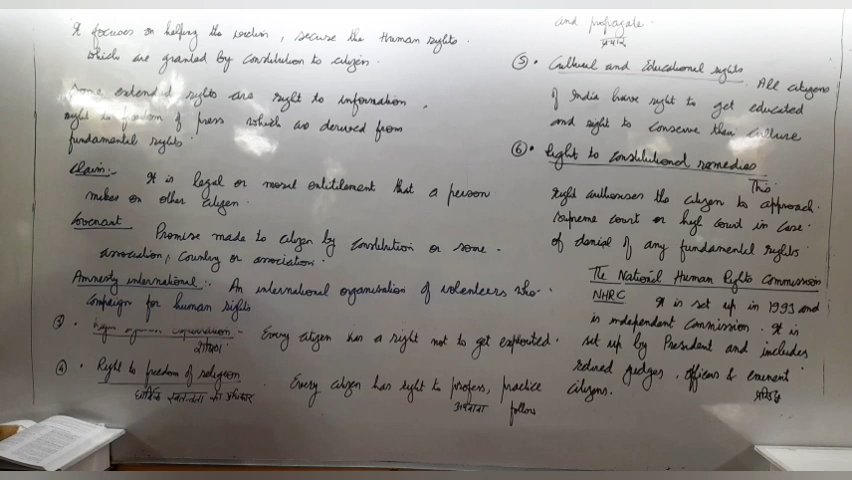 It focuses on helping the victim, secure the Human rights.
which are granted by constitution to citizen.
Some extend rights are right to information,
right to freedom of press which are derived from
fundamental rights.
Claim:-
It is legal or moral entitlement that a person
makes on other citizen.
Covenant
Promise made to citizen by constitution or some
association, country or association.
Amnesty international:- An international organisation of volunteers who
campaign for human rights
③ • Right against exploitation - Every citizen has a right not to get exploited.
④ • Right to freedom of religion Every citizen has right to profess, practice
धार्मिक स्वतन्त्रता का अधिकार
follow
and propagate.
प्रचार
⑤ • Cultural and Educational rights All citizens
of India have right to get educated
and right to conserve their culture
⑥ • Right to constitutional remedies
This
right authorises the citizen to approach
supreme court or high court in case
of denial of any fundamental rights.
The National Human Rights Commission
NHRC It is set up in 1993 and
is independent commission. It is
set up by President and includes
retired judges, officers & eminent
citizens.